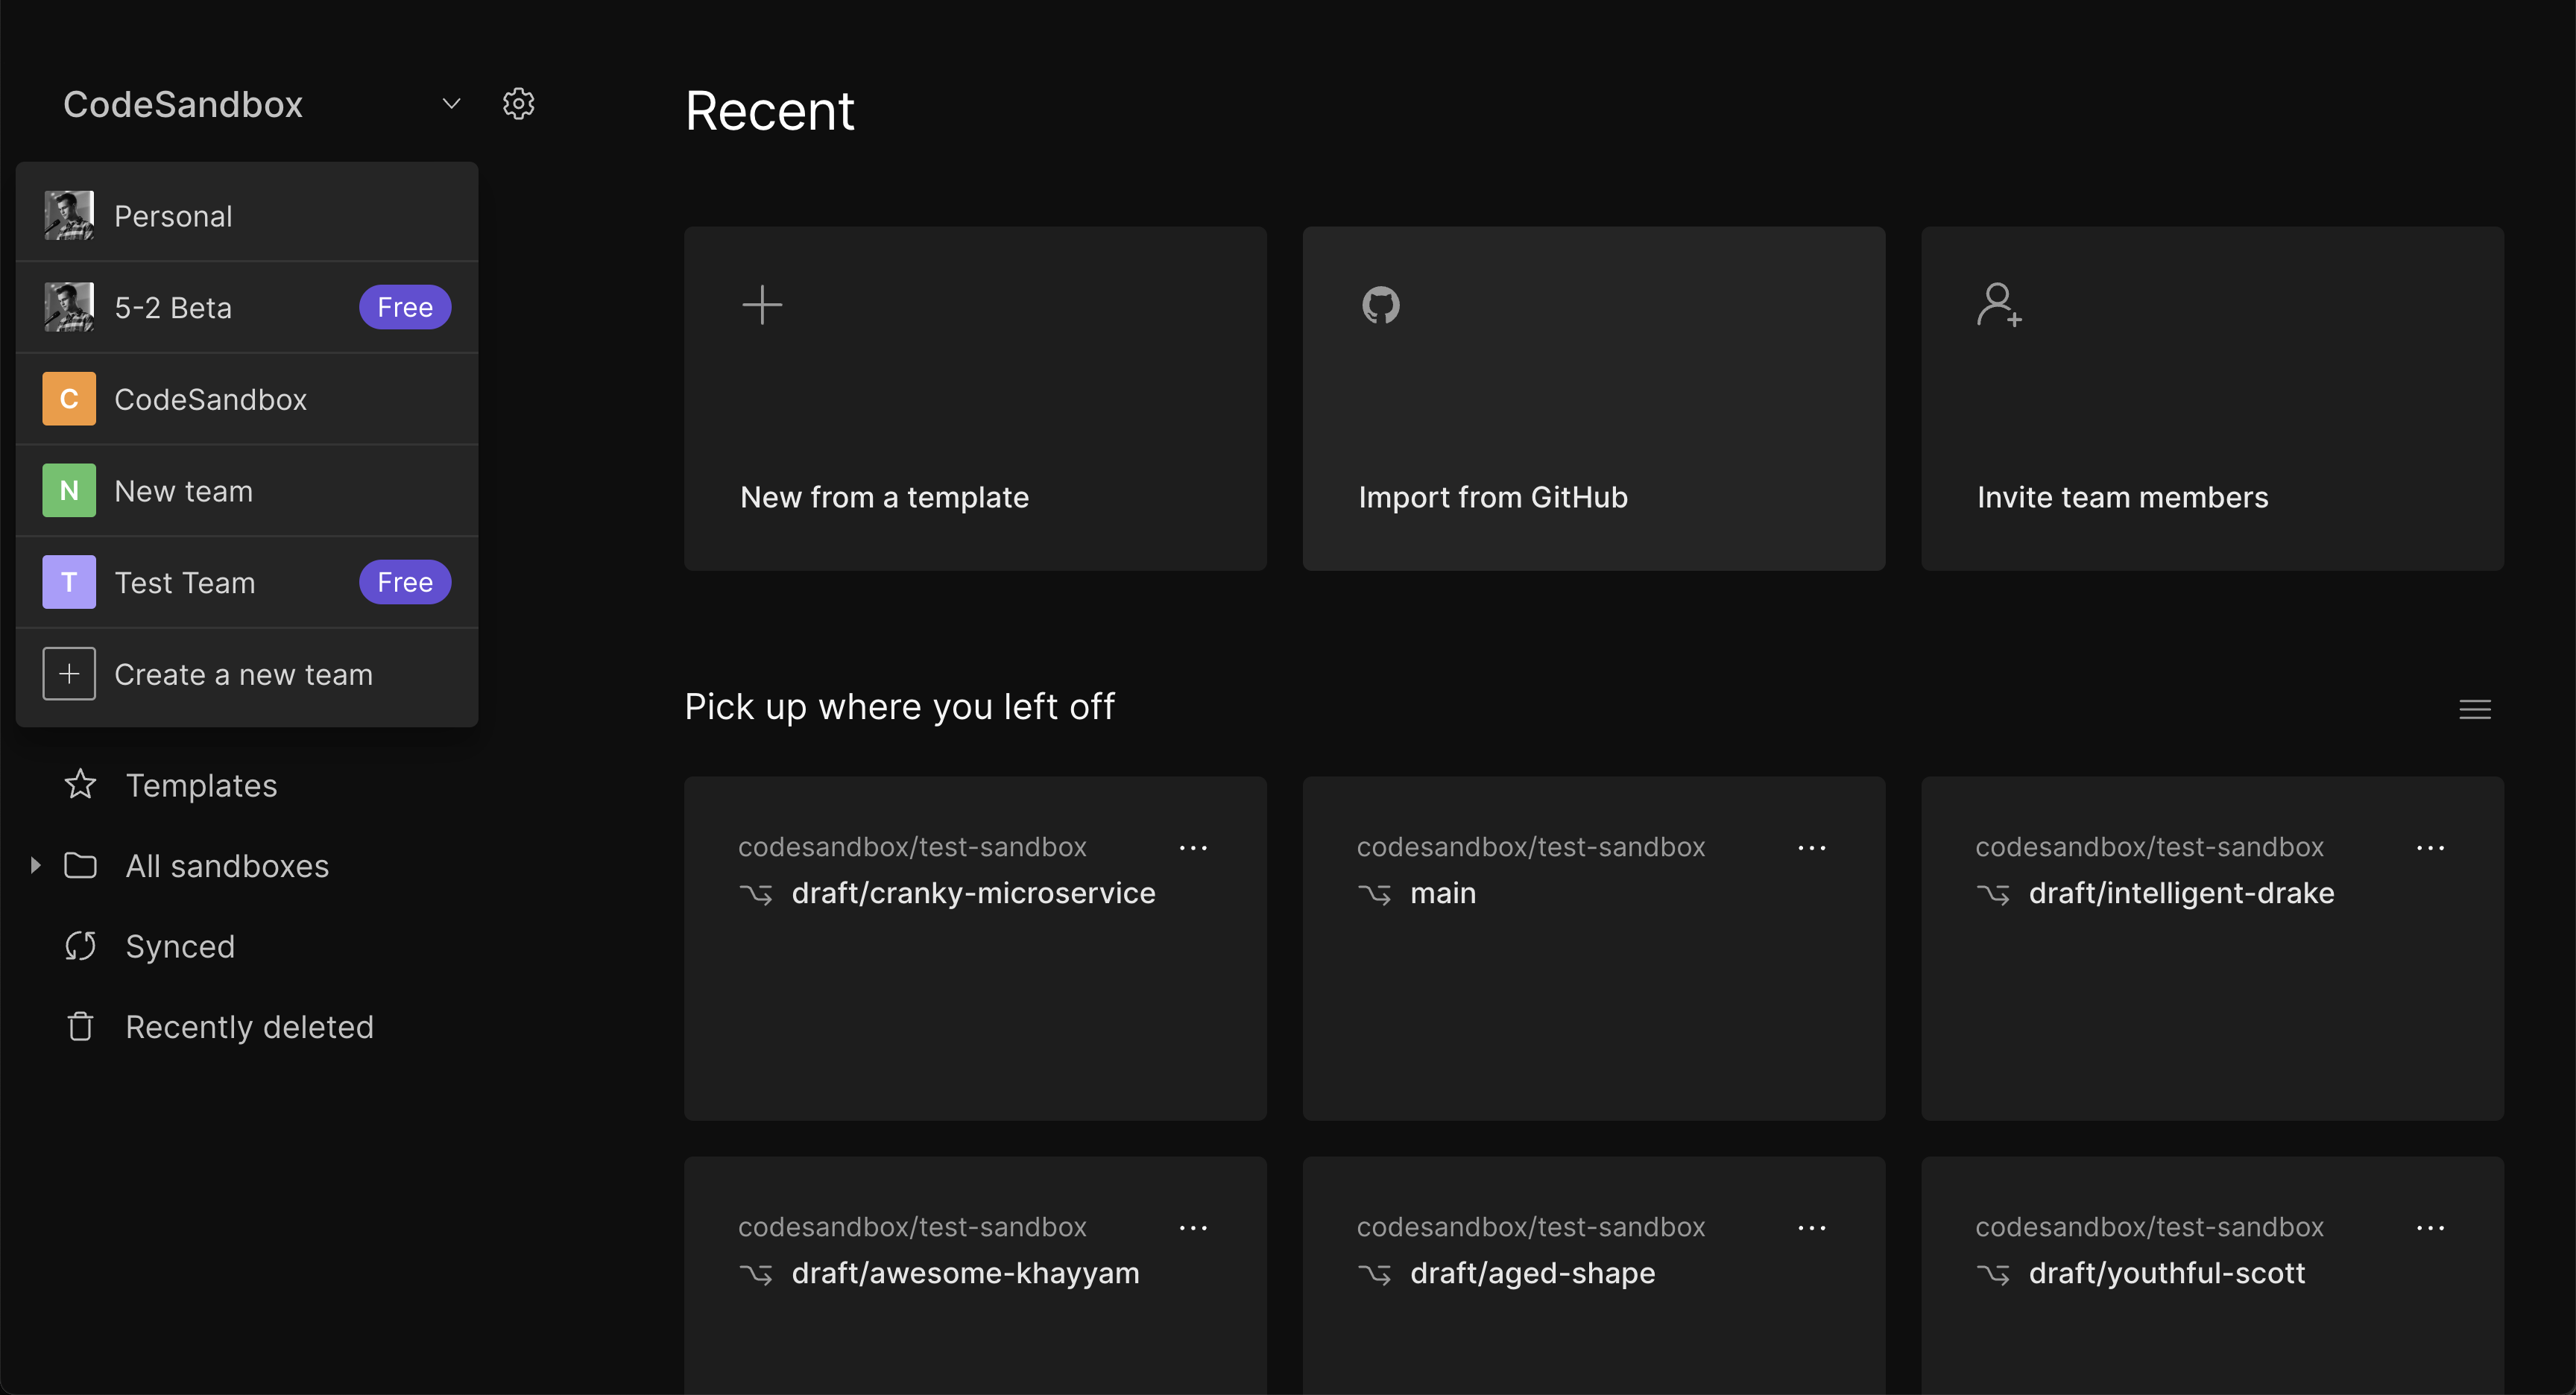 CodeSandbox
Personal
5-2 Beta Free
C CodeSandbox
N New team
T Test Team Free
Create a new team
Templates
All sandboxes
Synced
Recently deleted
Recent
New from a template
Import from GitHub
Invite team members
Pick up where you left off
codesandbox/test-sandbox
draft/cranky-microservice
codesandbox/test-sandbox
main
codesandbox/test-sandbox
draft/intelligent-drake
codesandbox/test-sandbox
draft/awesome-khayyam
codesandbox/test-sandbox
draft/aged-shape
codesandbox/test-sandbox
draft/youthful-scott